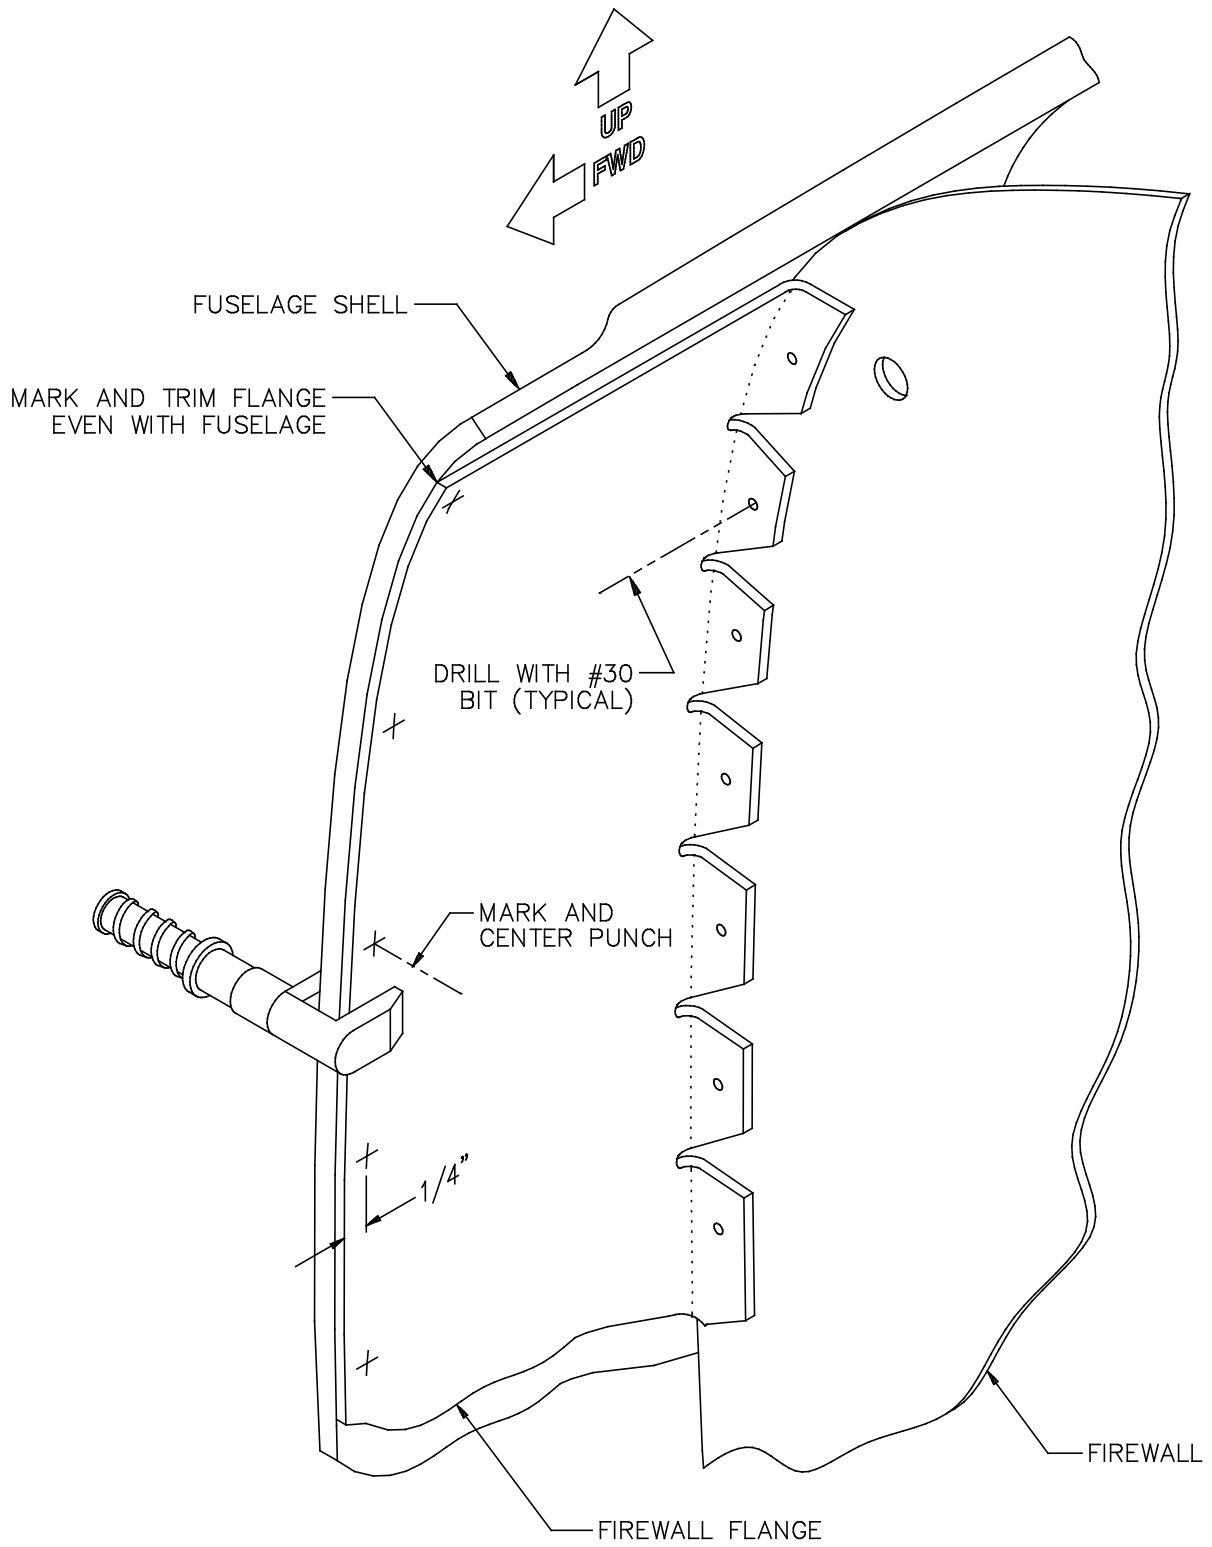 UP
FWD
FUSELAGE SHELL
MARK AND TRIM FLANGE
EVEN WITH FUSELAGE
DRILL WITH #30
BIT (TYPICAL)
MARK AND
CENTER PUNCH
1/4"
FIREWALL
FIREWALL FLANGE